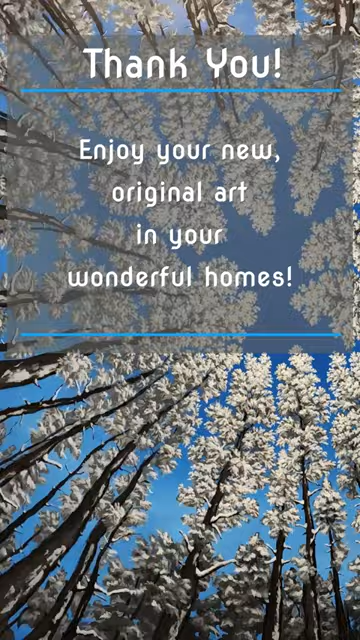 Thank You!
Enjoy your new,
original art
in your
wonderful homes!